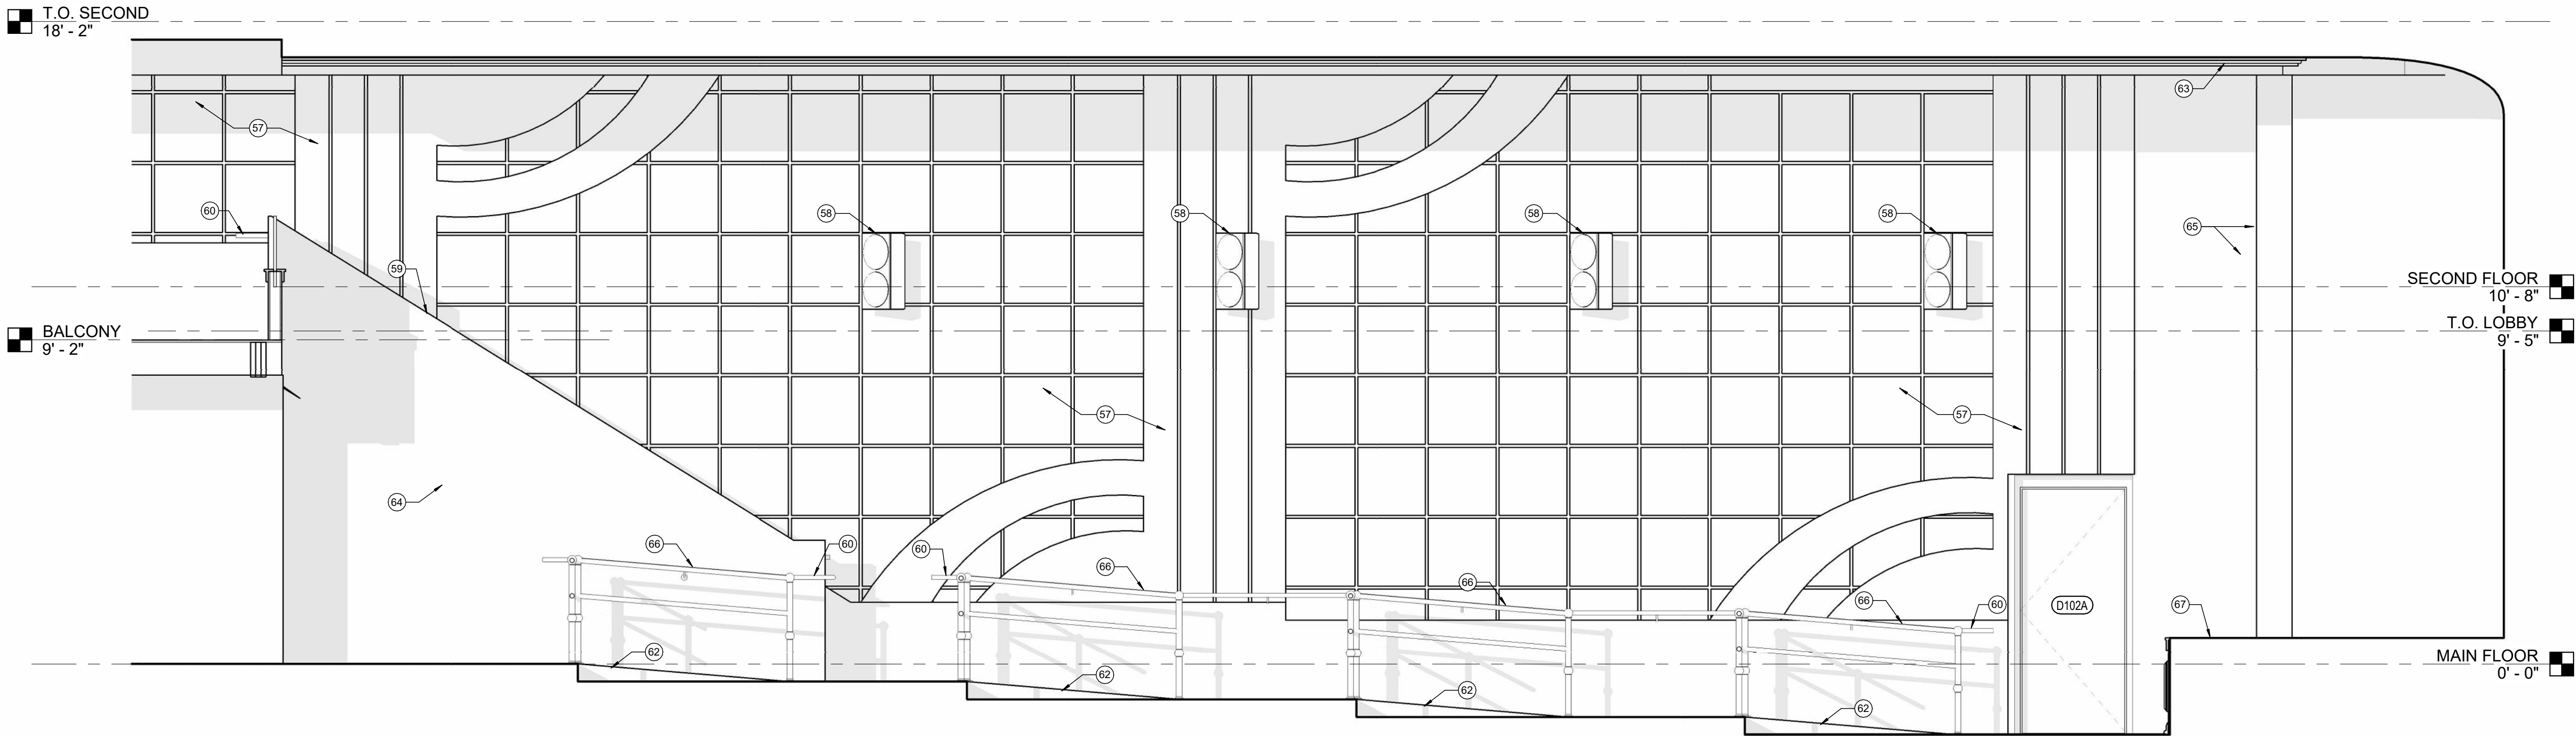 T.O. SECOND
18' - 2"
63
57
60
58
58
58
58
65
59
SECOND FLOOR
10' - 8"
T.O. LOBBY
9' - 5"
BALCONY
9' - 2"
57
57
64
66
60
60
66
66
66
60
D102A
67
62
62
62
62
MAIN FLOOR
0' - 0"